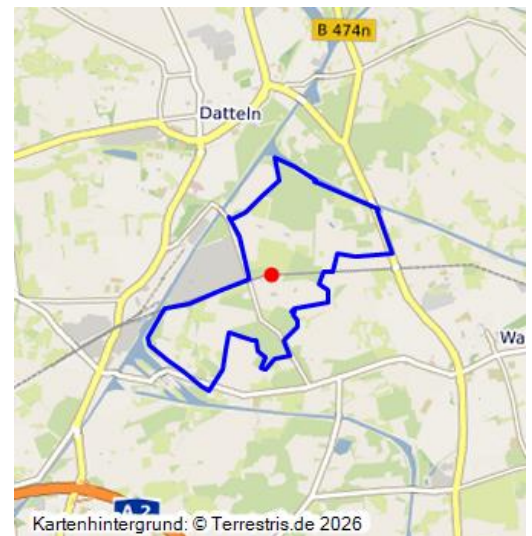 B 474n
Datteln
Wa
A 2
Kartenhintergrund: © Terrestris.de 2026